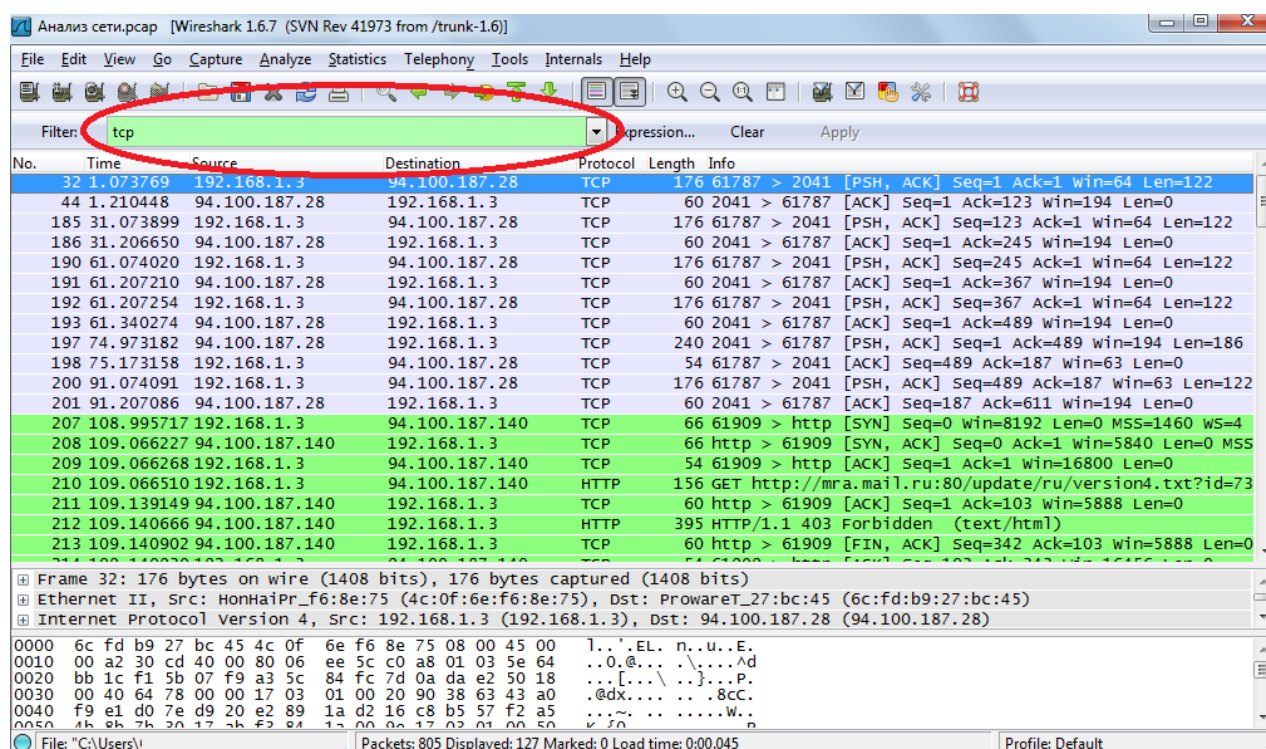 Анализ сети.pcap [Wireshark 1.6.7 (SVN Rev 41973 from /trunk-1.6)]
File Edit View Go Capture Analyze Statistics Telephony Tools Internals Help
Filter: tcp Expression... Clear Apply
No. Time Source Destination Protocol Length Info
32 1.073769 192.168.1.3 94.100.187.28 TCP 176 61787 > 2041 [PSH, ACK] Seq=1 Ack=1 Win=64 Len=122
44 1.210448 94.100.187.28 192.168.1.3 TCP 60 2041 > 61787 [ACK] Seq=1 Ack=123 Win=194 Len=0
185 31.073899 192.168.1.3 94.100.187.28 TCP 176 61787 > 2041 [PSH, ACK] Seq=123 Ack=1 Win=64 Len=122
186 31.206650 94.100.187.28 192.168.1.3 TCP 60 2041 > 61787 [ACK] Seq=1 Ack=245 Win=194 Len=0
190 61.074020 192.168.1.3 94.100.187.28 TCP 176 61787 > 2041 [PSH, ACK] Seq=245 Ack=1 Win=64 Len=122
191 61.207210 94.100.187.28 192.168.1.3 TCP 60 2041 > 61787 [ACK] Seq=1 Ack=367 Win=194 Len=0
192 61.207254 192.168.1.3 94.100.187.28 TCP 176 61787 > 2041 [PSH, ACK] Seq=367 Ack=1 Win=64 Len=122
193 61.340274 94.100.187.28 192.168.1.3 TCP 60 2041 > 61787 [ACK] Seq=1 Ack=489 Win=194 Len=0
197 74.973182 94.100.187.28 192.168.1.3 TCP 240 2041 > 61787 [PSH, ACK] Seq=1 Ack=489 Win=194 Len=186
198 75.173158 192.168.1.3 94.100.187.28 TCP 54 61787 > 2041 [ACK] Seq=489 Ack=187 Win=63 Len=0
200 91.074091 192.168.1.3 94.100.187.28 TCP 176 61787 > 2041 [PSH, ACK] Seq=489 Ack=187 Win=63 Len=122
201 91.207086 94.100.187.28 192.168.1.3 TCP 60 2041 > 61787 [ACK] Seq=187 Ack=611 Win=194 Len=0
207 108.995717 192.168.1.3 94.100.187.140 TCP 66 61909 > http [SYN] Seq=0 Win=8192 Len=0 MSS=1460 WS=4
208 109.066227 94.100.187.140 192.168.1.3 TCP 66 http > 61909 [SYN, ACK] Seq=0 Ack=1 Win=5840 Len=0 MSS
209 109.066268 192.168.1.3 94.100.187.140 TCP 54 61909 > http [ACK] Seq=1 Ack=1 Win=16800 Len=0
210 109.066510 192.168.1.3 94.100.187.140 HTTP 156 GET http://mra.mail.ru:80/update/ru/version4.txt?id=73
211 109.139149 94.100.187.140 192.168.1.3 TCP 60 http > 61909 [ACK] Seq=1 Ack=103 Win=5888 Len=0
212 109.140666 94.100.187.140 192.168.1.3 HTTP 395 HTTP/1.1 403 Forbidden (text/html)
213 109.140902 94.100.187.140 192.168.1.3 TCP 60 http > 61909 [FIN, ACK] Seq=342 Ack=103 Win=5888 Len=0
Frame 32: 176 bytes on wire (1408 bits), 176 bytes captured (1408 bits)
Ethernet II, Src: HonHaiPr_f6:8e:75 (4c:0f:6e:f6:8e:75), Dst: ProwareT_27:bc:45 (6c:fd:b9:27:bc:45)
Internet Protocol Version 4, Src: 192.168.1.3 (192.168.1.3), Dst: 94.100.187.28 (94.100.187.28)
0000 6c fd b9 27 bc 45 4c 0f 6e f6 8e 75 08 00 45 00 l..'.EL. n..u..E.
0010 00 a2 30 cd 40 00 80 06 ee 5c c0 a8 01 03 5e 64 ..0.@... .\....^d
0020 bb 1c f1 5b 07 f9 a3 5c 84 fc 7d 0a da e2 50 18 ...[...\ ..}...P.
0030 00 40 64 78 00 00 17 03 01 00 20 90 38 63 43 a0 .@dx.... .. .8cC.
0040 f9 e1 d0 7e d9 20 e2 89 1a d2 16 c8 b5 57 f2 a5 ...~. .. .....W..
File: "C:\Users\ Packets: 805 Displayed: 127 Marked: 0 Load time: 0:00.045 Profile: Default